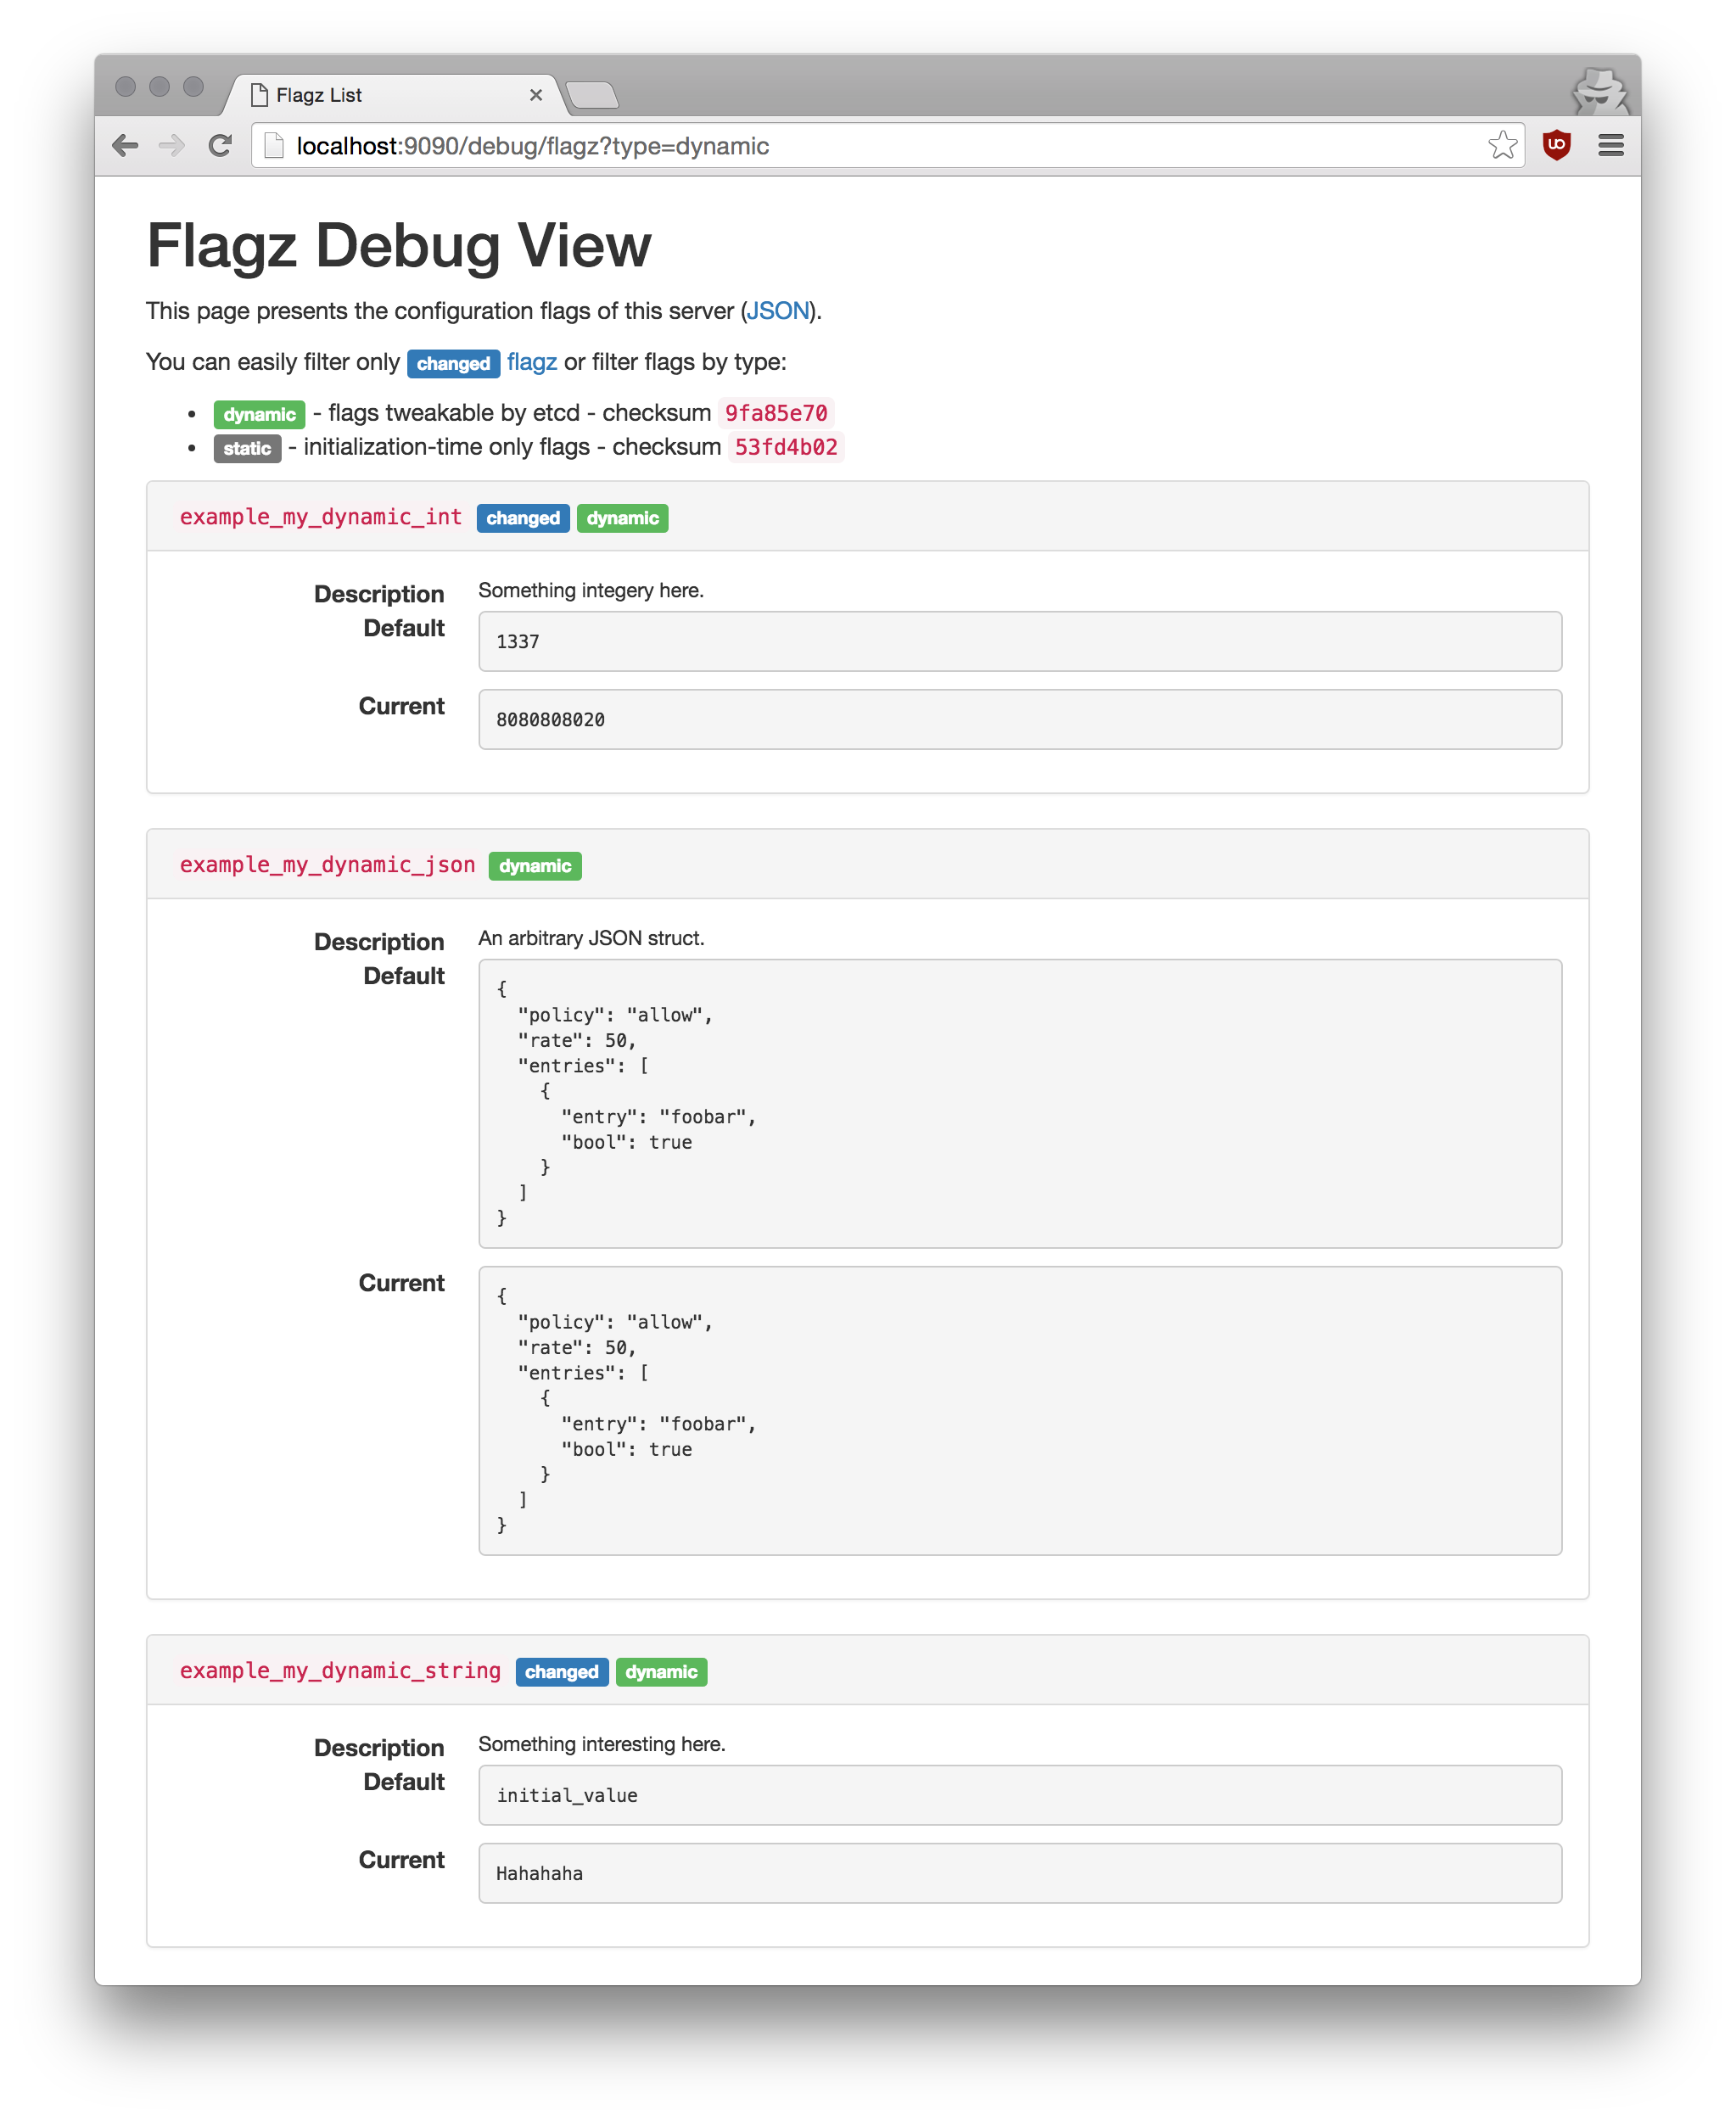 Flagz List
localhost:9090/debug/flagz?type=dynamic
Flagz Debug View
This page presents the configuration flags of this server (JSON).
You can easily filter only changed flagz or filter flags by type:
• dynamic - flags tweakable by etcd - checksum 9fa85e70
• static - initialization-time only flags - checksum 53fd4b02
example_my_dynamic_int changed dynamic
Description Something integery here.
Default 1337
Current 8080808020
example_my_dynamic_json dynamic
Description An arbitrary JSON struct.
Default {
  "policy": "allow",
  "rate": 50,
  "entries": [
    {
      "entry": "foobar",
      "bool": true
    }
  ]
}
Current {
  "policy": "allow",
  "rate": 50,
  "entries": [
    {
      "entry": "foobar",
      "bool": true
    }
  ]
}
example_my_dynamic_string changed dynamic
Description Something interesting here.
Default initial_value
Current Hahahaha